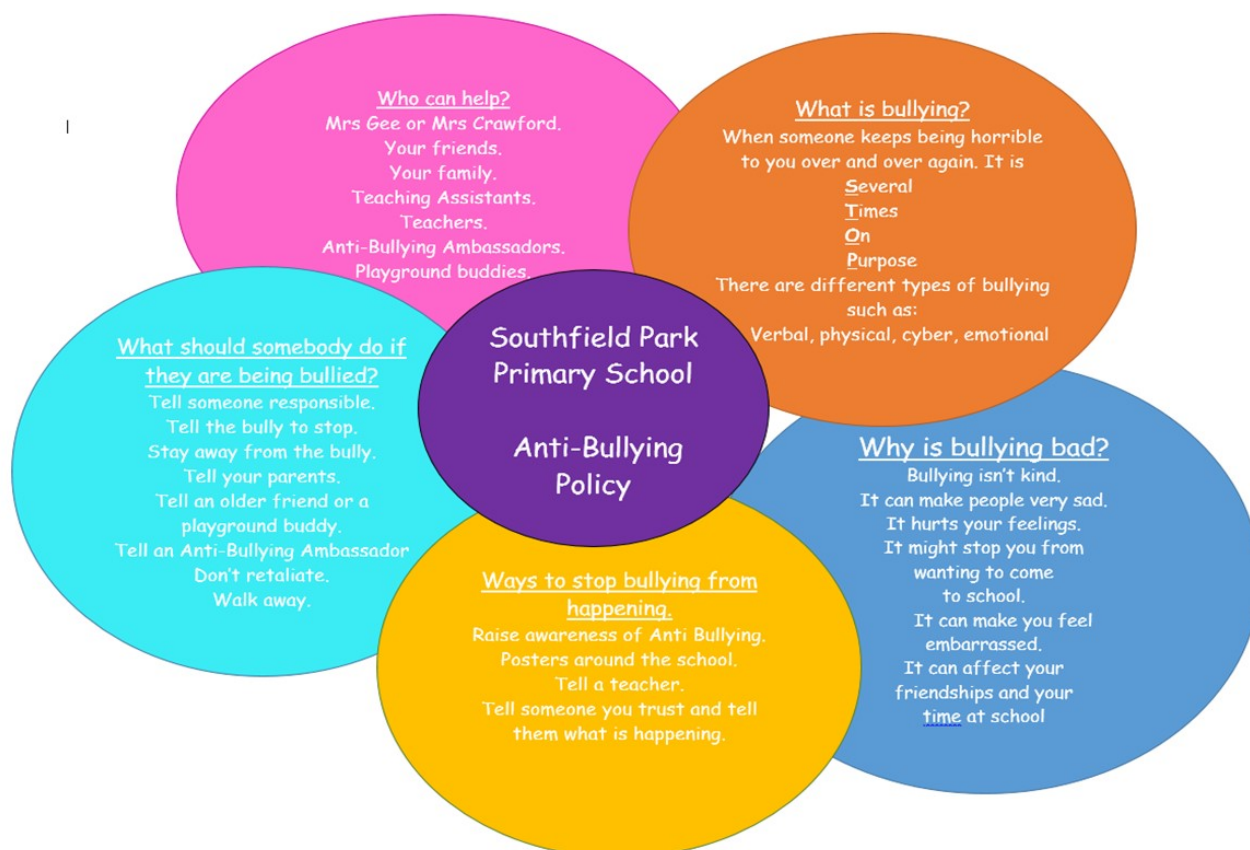 Who can help?
Mrs Gee or Mrs Crawford.
Your friends.
Your family.
Teaching Assistants.
Teachers.
Anti-Bullying Ambassadors.
Playground buddies.
What is bullying?
When someone keeps being horrible
to you over and over again. It is
Several
Times
On
Purpose
There are different types of bullying
such as:
Verbal, physical, cyber, emotional
What should somebody do if
they are being bullied?
Tell someone responsible.
Tell the bully to stop.
Stay away from the bully.
Tell your parents.
Tell an older friend or a
playground buddy.
Tell an Anti-Bullying Ambassador
Don't retaliate.
Walk away.
Southfield Park
Primary School
Anti-Bullying
Policy
Why is bullying bad?
Bullying isn't kind.
It can make people very sad.
It hurts your feelings.
It might stop you from
wanting to come
to school.
It can make you feel
embarrassed.
It can affect your
friendships and your
time at school
Ways to stop bullying from
happening.
Raise awareness of Anti Bullying.
Posters around the school.
Tell a teacher.
Tell someone you trust and tell
them what is happening.